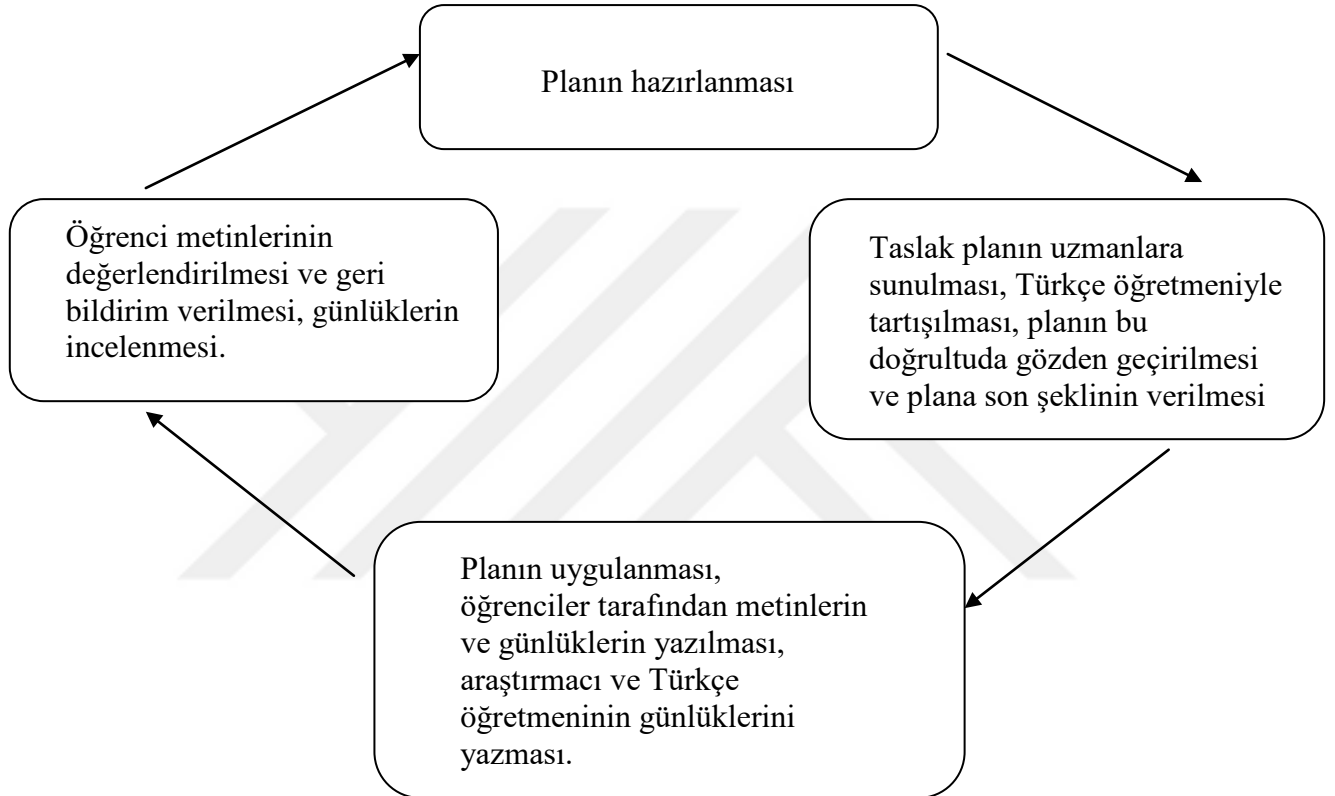 Planın hazırlanması
Taslak planın uzmanlara
sunulması, Türkçe öğretmeniyle
tartışılması, planın bu
doğrultuda gözden geçirilmesi
ve plana son şeklinin verilmesi
Planın uygulanması,
öğrenciler tarafından metinlerin
ve günlüklerin yazılması,
araştırmacı ve Türkçe
öğretmeninin günlüklerini
yazması.
Öğrenci metinlerinin
değerlendirilmesi ve geri
bildirim verilmesi, günlüklerin
incelenmesi.